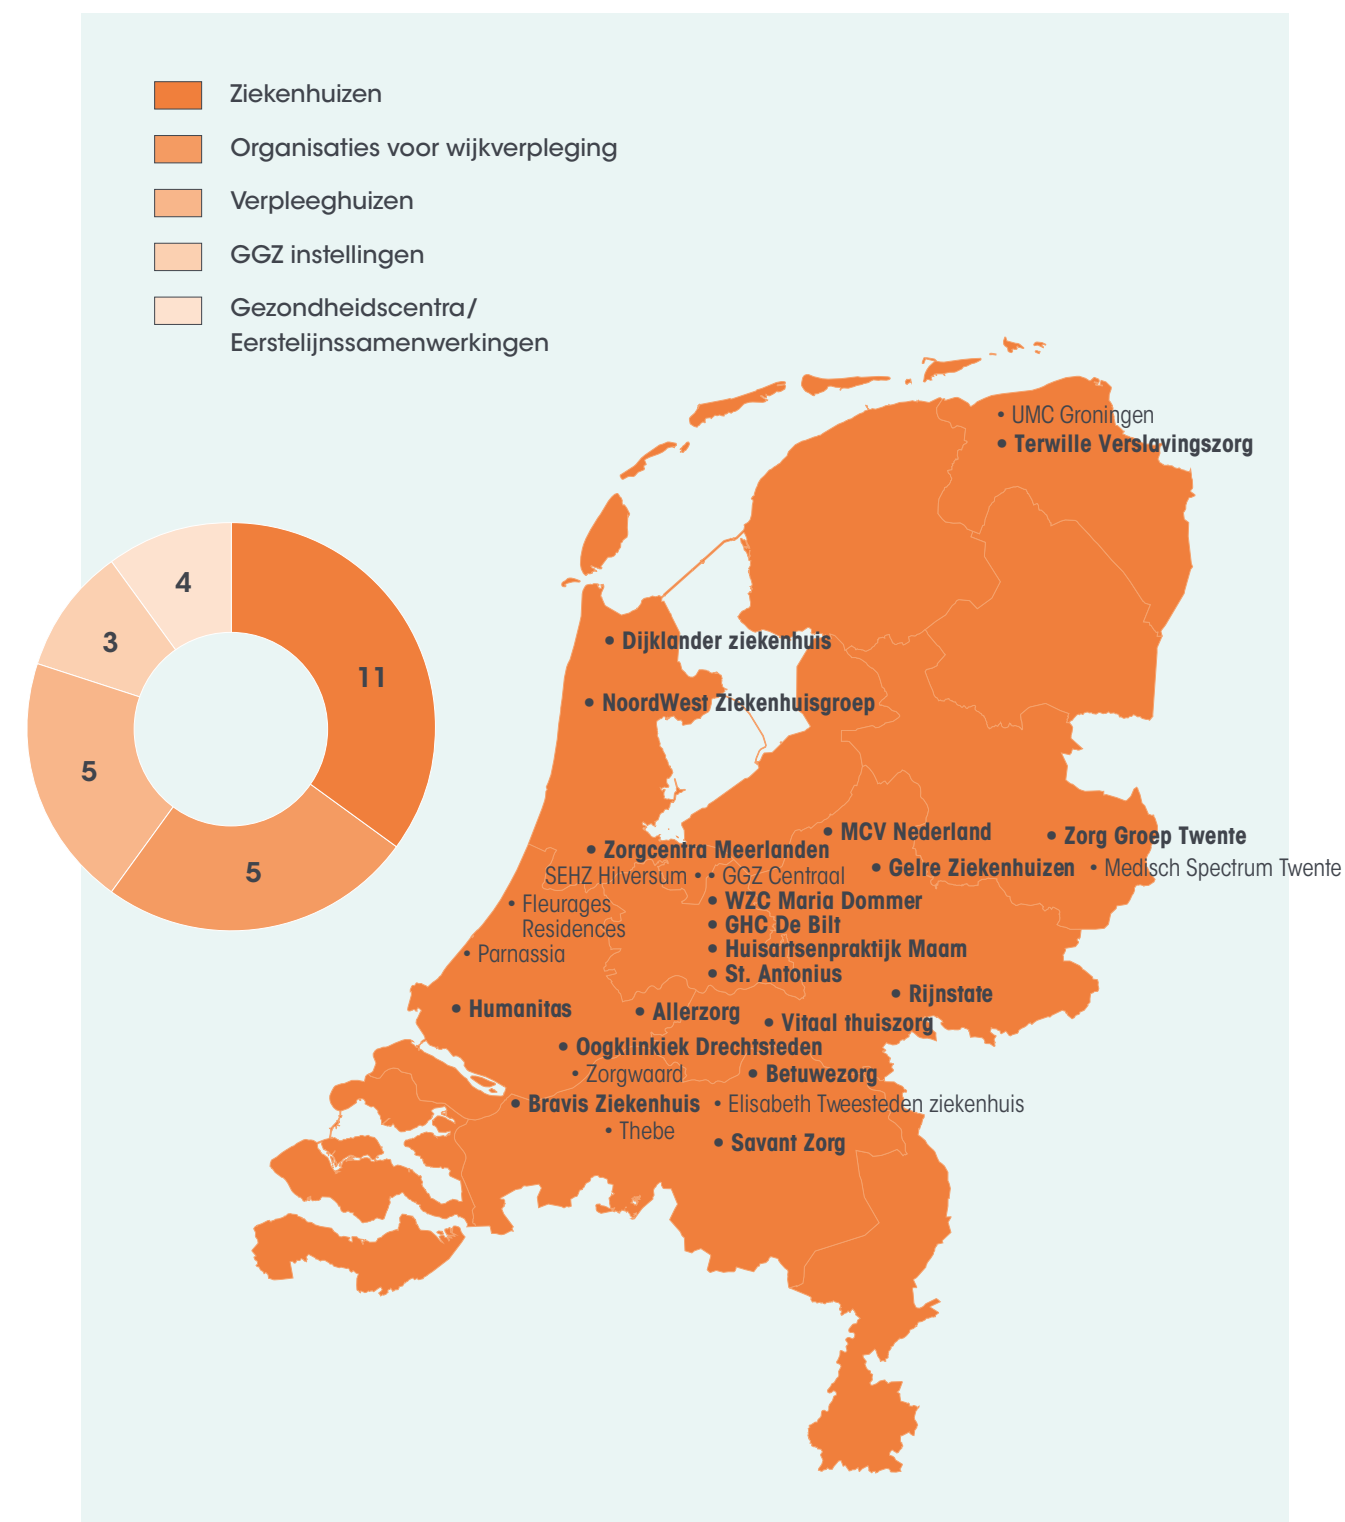 Ziekenhuizen
Organisaties voor wijkverpleging
Verpleeghuizen
GGZ instellingen
Gezondheidscentra/
Eerstelijnssamenwerkingen
4
3
11
5
5
• UMC Groningen
• Terwille Verslavingszorg
• Dijklander ziekenhuis
• NoordWest Ziekenhuisgroep
• MCV Nederland
• Zorg Groep Twente
• Zorgcentra Meerlanden
• Gelre Ziekenhuizen
• Medisch Spectrum Twente
SEHZ Hilversum •
• GGZ Centraal
• WZC Maria Dommer
• Fleurages
Residences
• GHC De Bilt
• Huisartsenpraktijk Maam
• Parnassia
• St. Antonius
• Rijnstate
• Humanitas
• Allerzorg
• Vitaal thuiszorg
• Oogklinkiek Drechtsteden
• Zorgwaard
• Betuwezorg
• Bravis Ziekenhuis
• Elisabeth Tweesteden ziekenhuis
• Thebe
• Savant Zorg